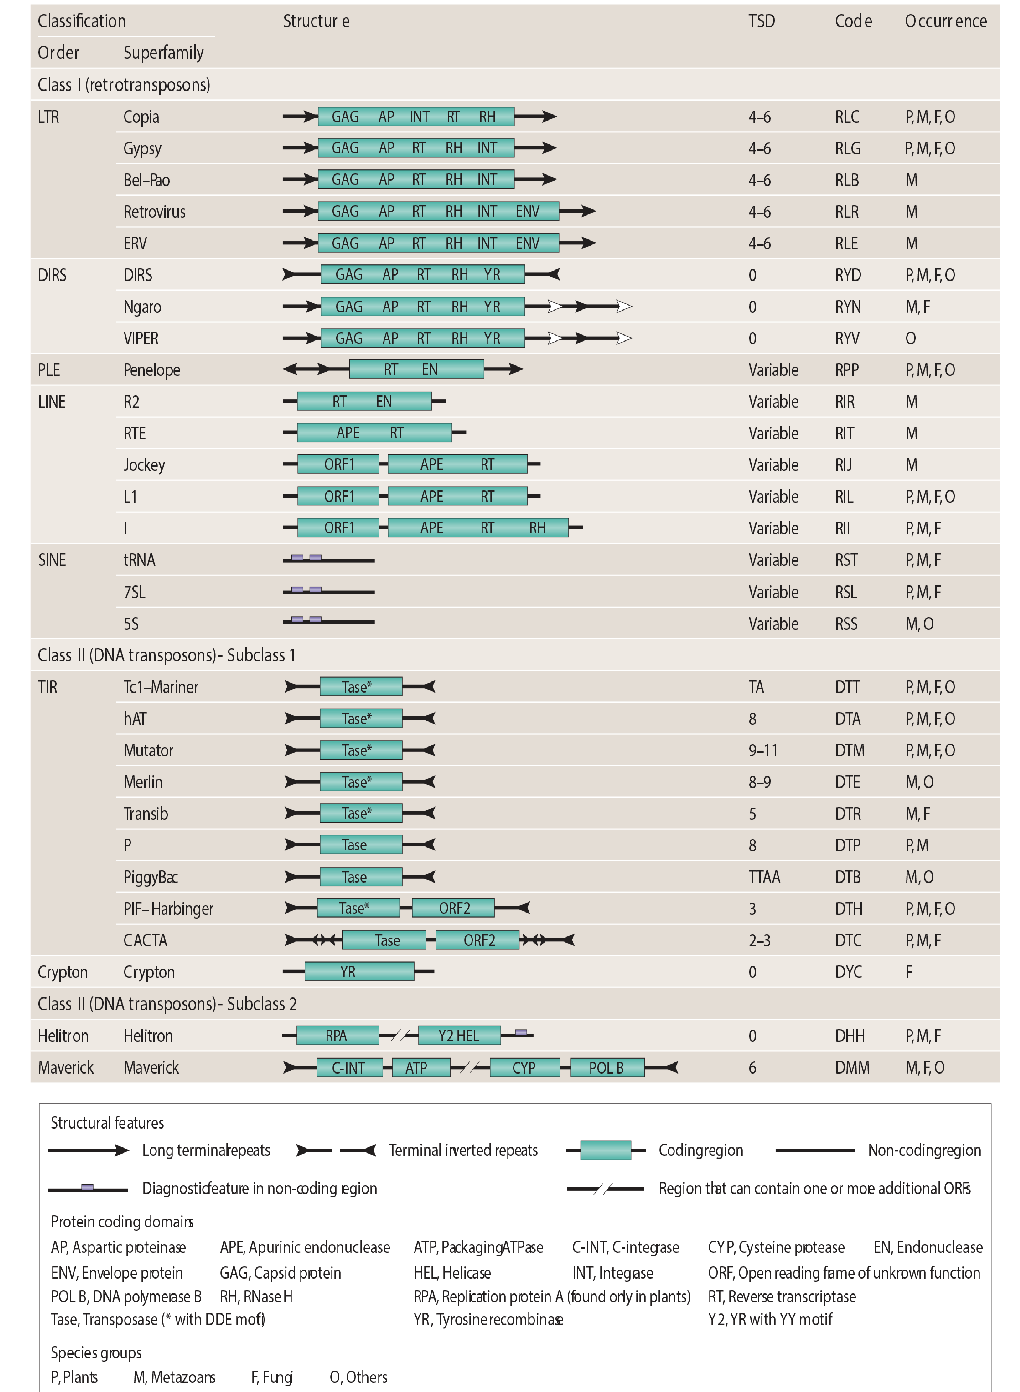 Classification Structure TSD Code Occurrence
Order Superfamily
Class I (retrotransposons)
LTR Copia GAG AP INT RT RH 4–6 RLC P, M, F, O
Gypsy GAG AP RT RH INT 4–6 RLG P, M, F, O
Bel–Pao GAG AP RT RH INT 4–6 RLB M
Retrovirus GAG AP RT RH INT ENV 4–6 RLR M
ERV GAG AP RT RH INT ENV 4–6 RLE M
DIRS DIRS GAG AP RT RH YR 0 RYD P, M, F, O
Ngaro GAG AP RT RH YR 0 RYN M, F
VIPER GAG AP RT RH YR 0 RYV O
PLE Penelope RT EN Variable RPP P, M, F, O
LINE R2 RT EN Variable RIR M
RTE APE RT Variable RIT M
Jockey ORF1 APE RT Variable RIJ M
L1 ORF1 APE RT Variable RIL P, M, F, O
I ORF1 APE RT RH Variable RII P, M, F
SINE tRNA Variable RST P, M, F
7SL Variable RSL P, M, F
5S Variable RSS M, O
Class II (DNA transposons) - Subclass 1
TIR Tc1–Mariner Tase* TA DTT P, M, F, O
hAT Tase* 8 DTA P, M, F, O
Mutator Tase* 9–11 DTM P, M, F, O
Merlin Tase* 8–9 DTE M, O
Transib Tase* 5 DTR M, F
P Tase 8 DTP P, M
PiggyBac Tase TTAA DTB M, O
PIF–Harbinger Tase* ORF2 3 DTH P, M, F, O
CACTA Tase ORF2 2–3 DTC P, M, F
Crypton Crypton YR 0 DYC F
Class II (DNA transposons) - Subclass 2
Helitron Helitron RPA Y2 HEL 0 DHH P, M, F
Maverick Maverick C-INT ATP CYP POL B 6 DMM M, F, O
Structural features
Long terminal repeats Terminal inverted repeats Coding region Non-coding region
Diagnostic feature in non-coding region Region that can contain one or more additional ORFs
Protein coding domains
AP, Aspartic proteinase APE, Apurinic endonuclease ATP, Packaging ATPase C-INT, C-integrase CYP, Cysteine protease EN, Endonuclease
ENV, Envelope protein GAG, Capsid protein HEL, Helicase INT, Integrase ORF, Open reading frame of unknown function
POL B, DNA polymerase B RH, RNase H RPA, Replication protein A (found only in plants) RT, Reverse transcriptase
Tase, Transposase (* with DDE motif) YR, Tyrosine recombinase Y2, YR with YY motif
Species groups
P, Plants M, Metazoans F, Fungi O, Others